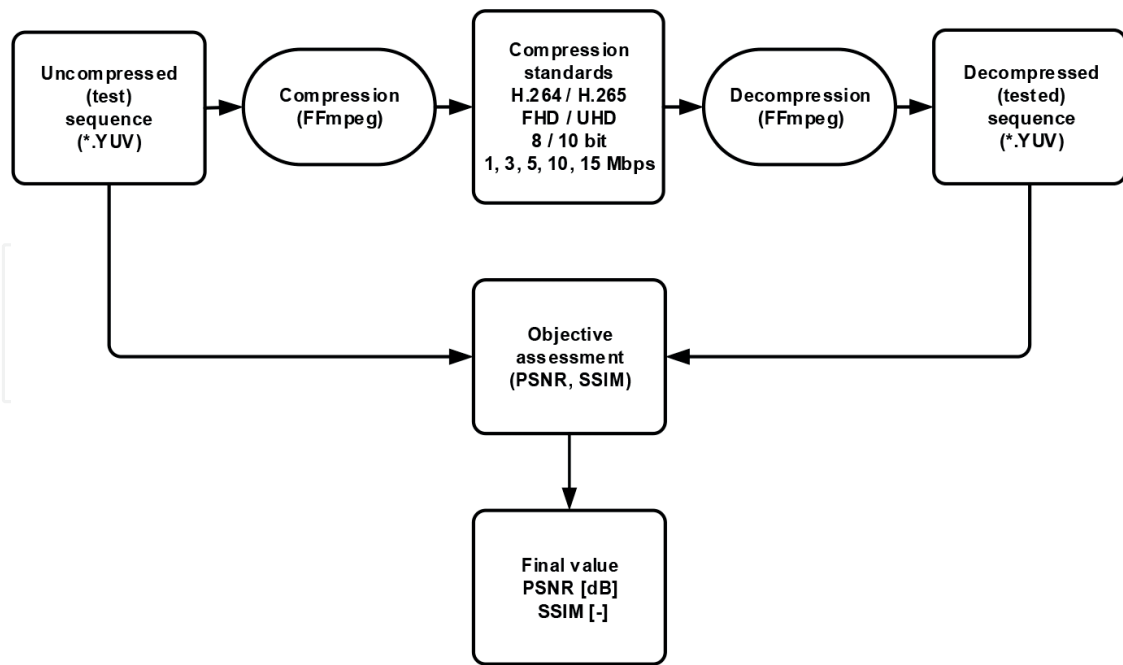 Uncompressed
(test)
sequence
(*.YUV)
Compression
(FFmpeg)
Compression
standards
H.264 / H.265
FHD / UHD
8 / 10 bit
1, 3, 5, 10, 15 Mbps
Decompression
(FFmpeg)
Decompressed
(tested)
sequence
(*.YUV)
Objective
assessment
(PSNR, SSIM)
Final value
PSNR [dB]
SSIM [-]